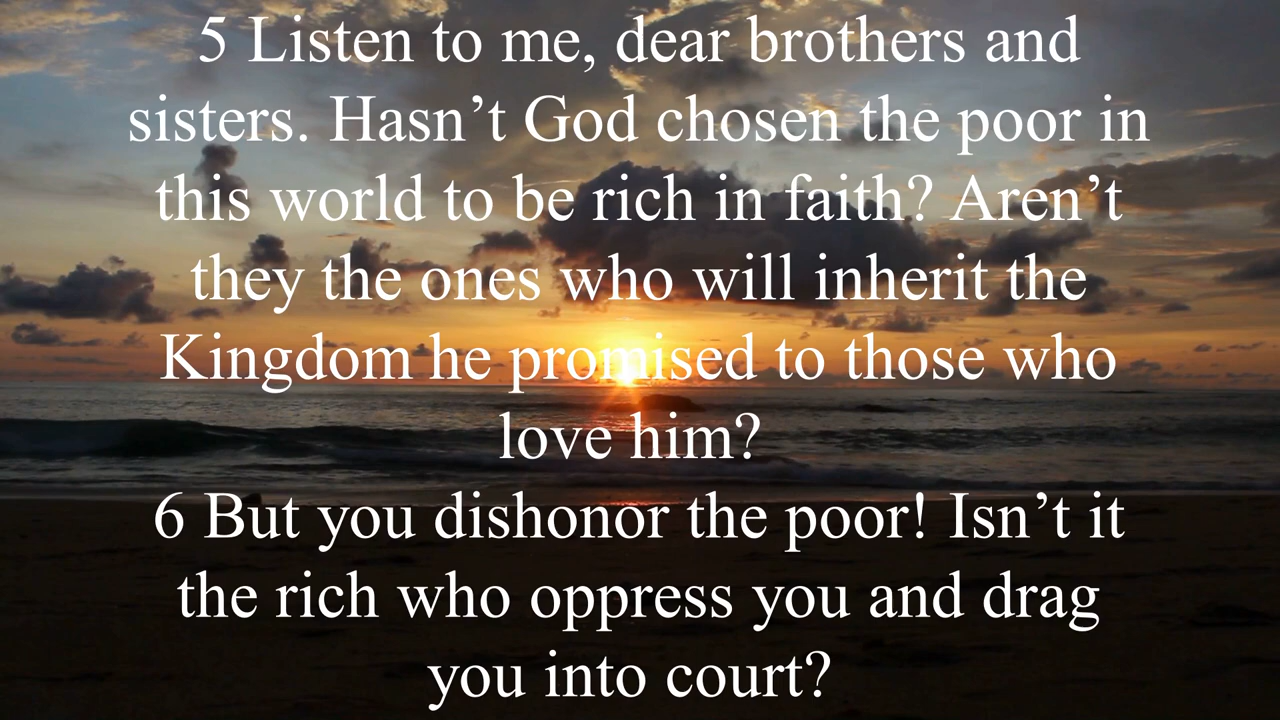 5 Listen to me, dear brothers and
sisters. Hasn’t God chosen the poor in
this world to be rich in faith? Aren’t
they the ones who will inherit the
Kingdom he promised to those who
love him?
6 But you dishonor the poor! Isn’t it
the rich who oppress you and drag
you into court?